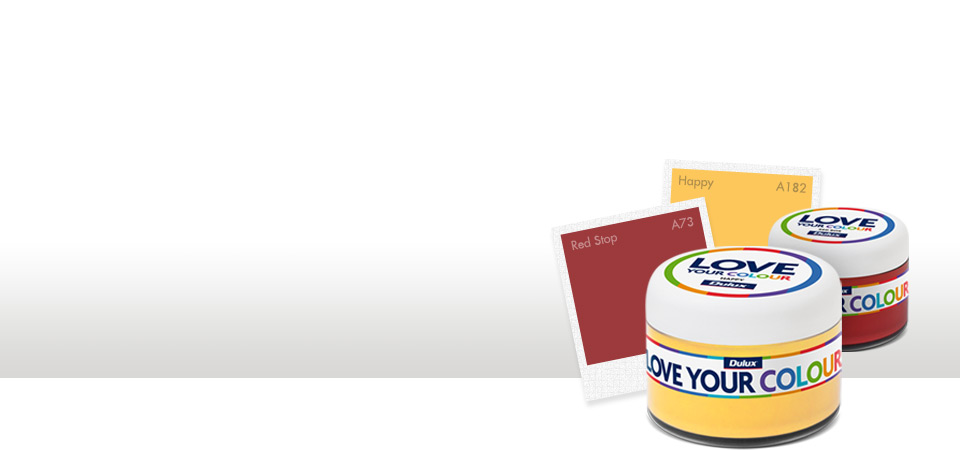 Happy A182
Red Stop A73
LOVE
YOUR COLOUR
Dulux
COLOUR
LOVE
YOUR COLOUR
HAPPY
Dulux
Dulux
LOVE YOUR COLOUR